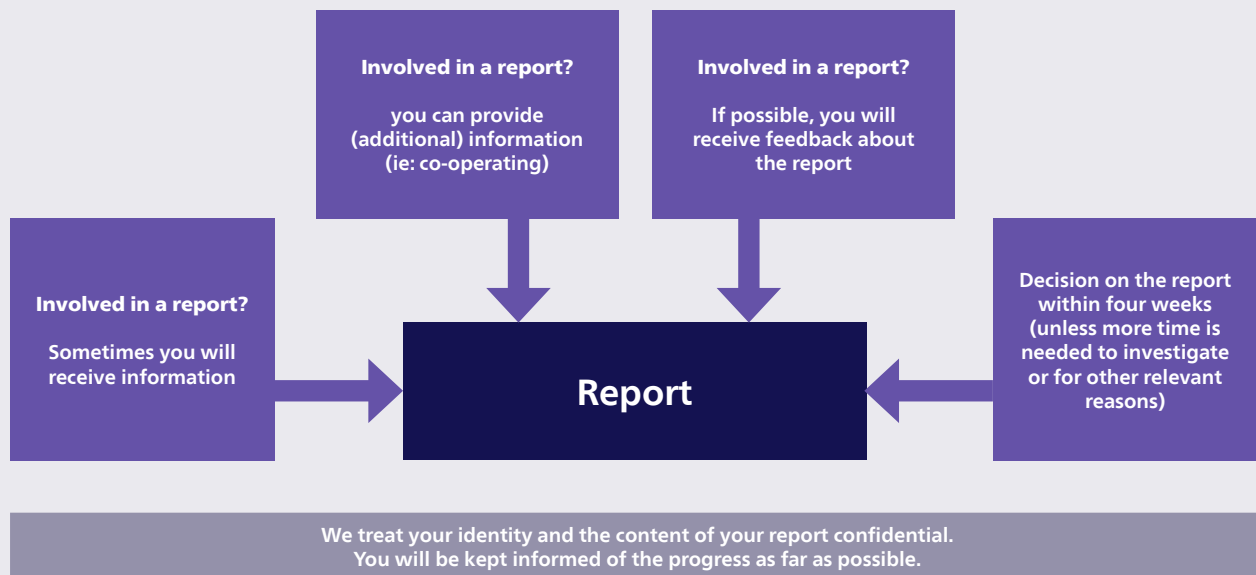 Involved in a report?
Sometimes you will
receive information
Involved in a report?
you can provide
(additional) information
(ie: co-operating)
Involved in a report?
If possible, you will
receive feedback about
the report
Decision on the report
within four weeks
(unless more time is
needed to investigate
or for other relevant
reasons)
Report
We treat your identity and the content of your report confidential.
You will be kept informed of the progress as far as possible.